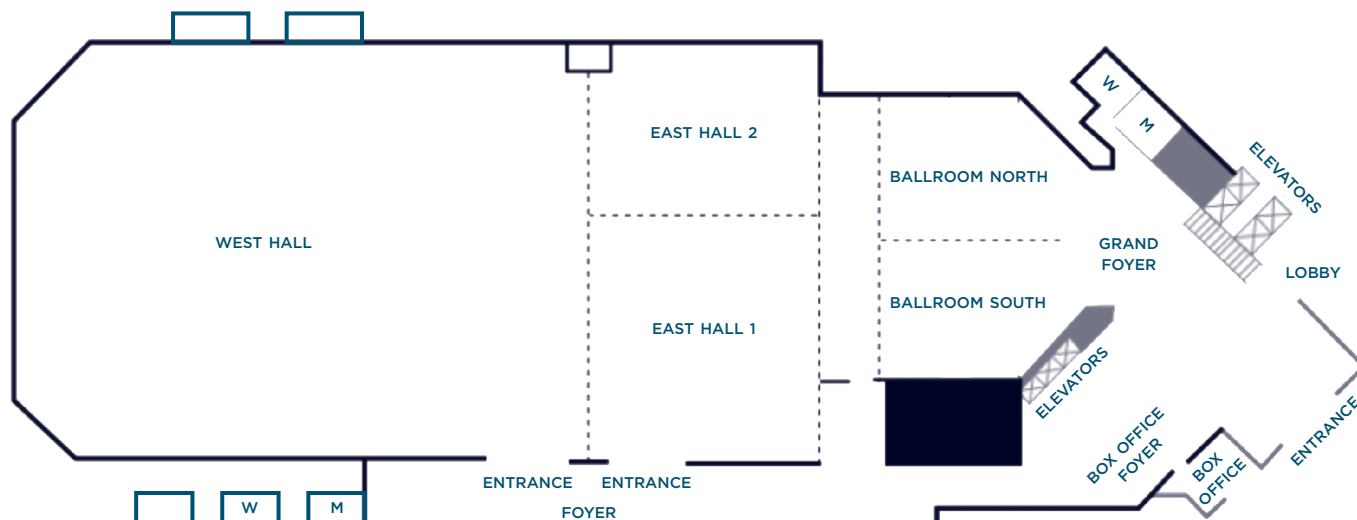 W
M
ELEVATORS
EAST HALL 2
BALLROOM NORTH
WEST HALL
GRAND
FOYER
LOBBY
BALLROOM SOUTH
EAST HALL 1
ELEVATORS
BOX OFFICE
FOYER
BOX
OFFICE
ENTRANCE
ENTRANCE
ENTRANCE
FOYER
W
M